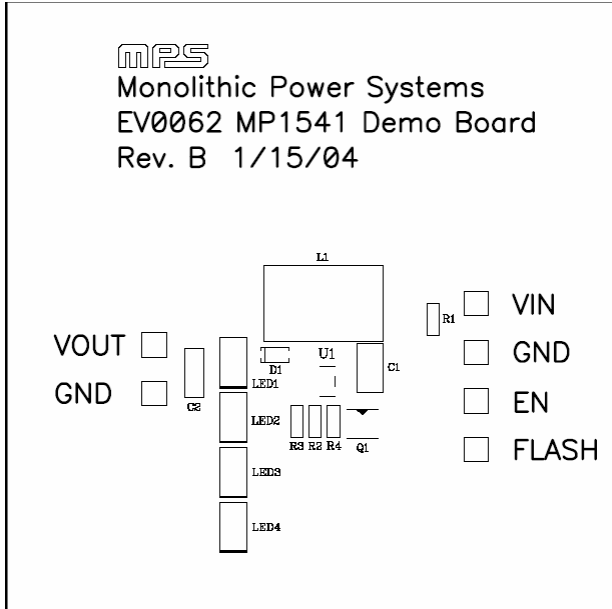 mps
Monolithic Power Systems
EV0062 MP1541 Demo Board
Rev. B 1/15/04
L1
VIN
R1
GND
EN
FLASH
VOUT
GND
C2
LED1
D1
U1
C1
LED2
R3 R2 R4 Q1
LED3
LED4